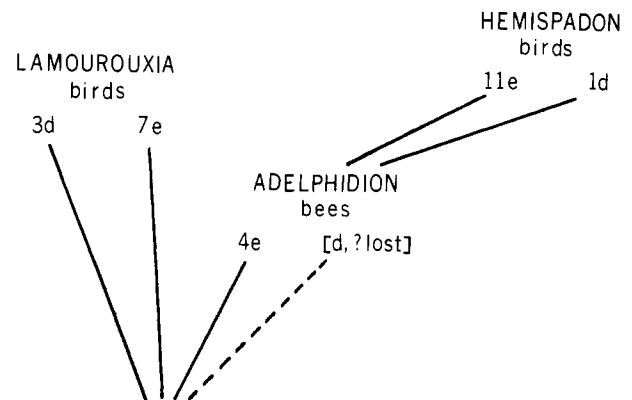 LAMOUROUXIA
birds
3d 7e
HEMISPADON
birds
11e 1d
ADELPHIDION
bees
4e [d, ?lost]